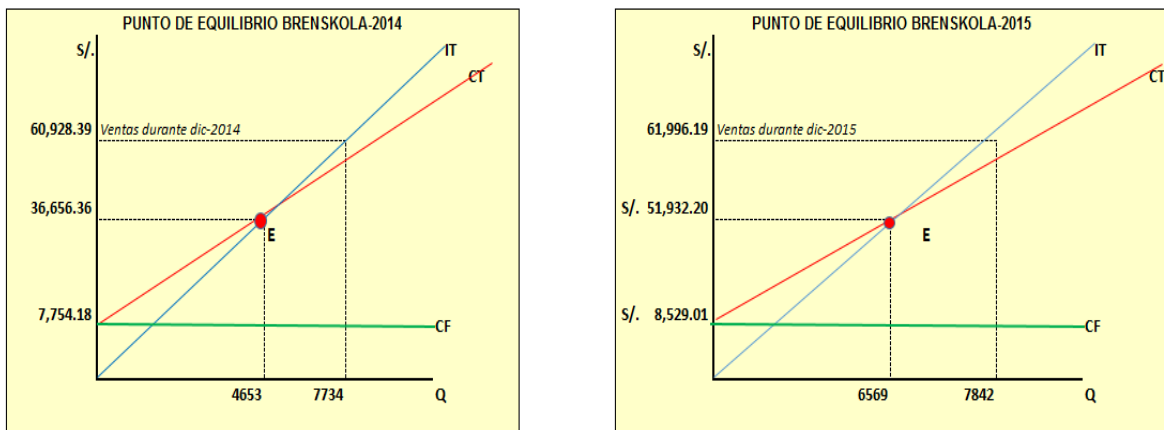 PUNTO DE EQUILIBRIO BRENSKOLA-2014
S/.
IT
CT
60,928.39
Ventas durante dic-2014
36,656.36
E
7,754.18
CF
4653
7734
Q
PUNTO DE EQUILIBRIO BRENSKOLA-2015
S/.
IT
CT
61,996.19
Ventas durante dic-2015
S/. 51,932.20
E
S/. 8,529.01
CF
6569
7842
Q